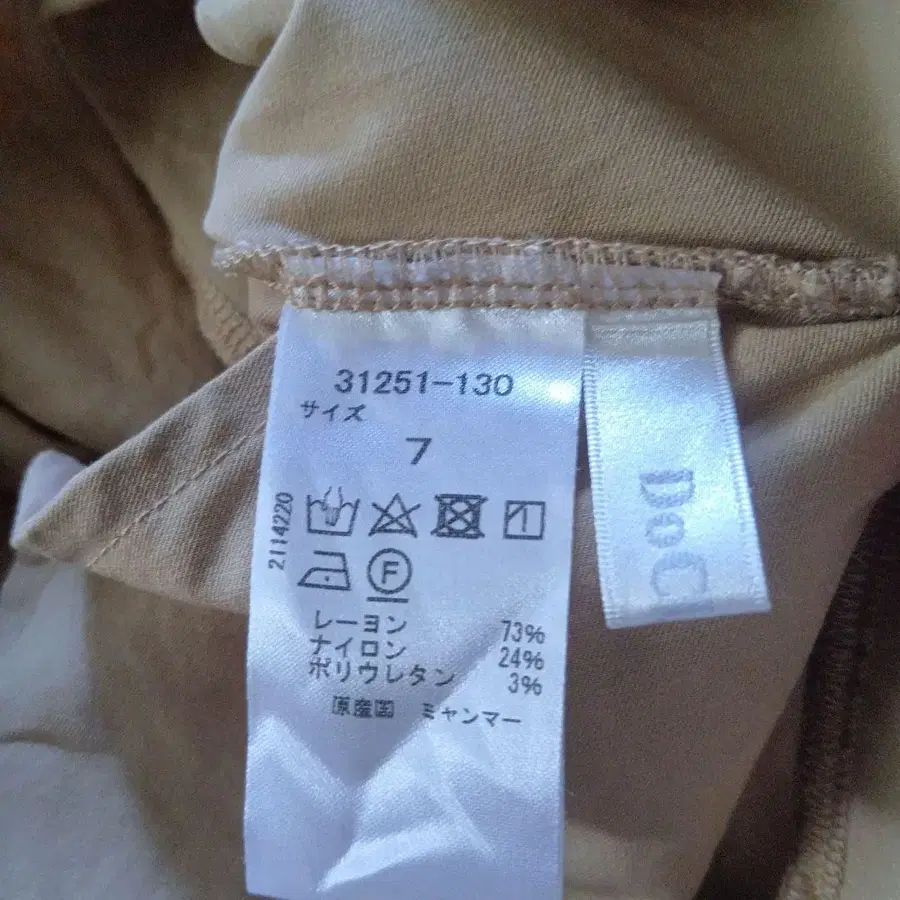 31251-130
サイズ
7
2114220
F
レーヨン 73%
ナイロン 24%
ポリウレタン 3%
原産国 ミャンマー
DoC